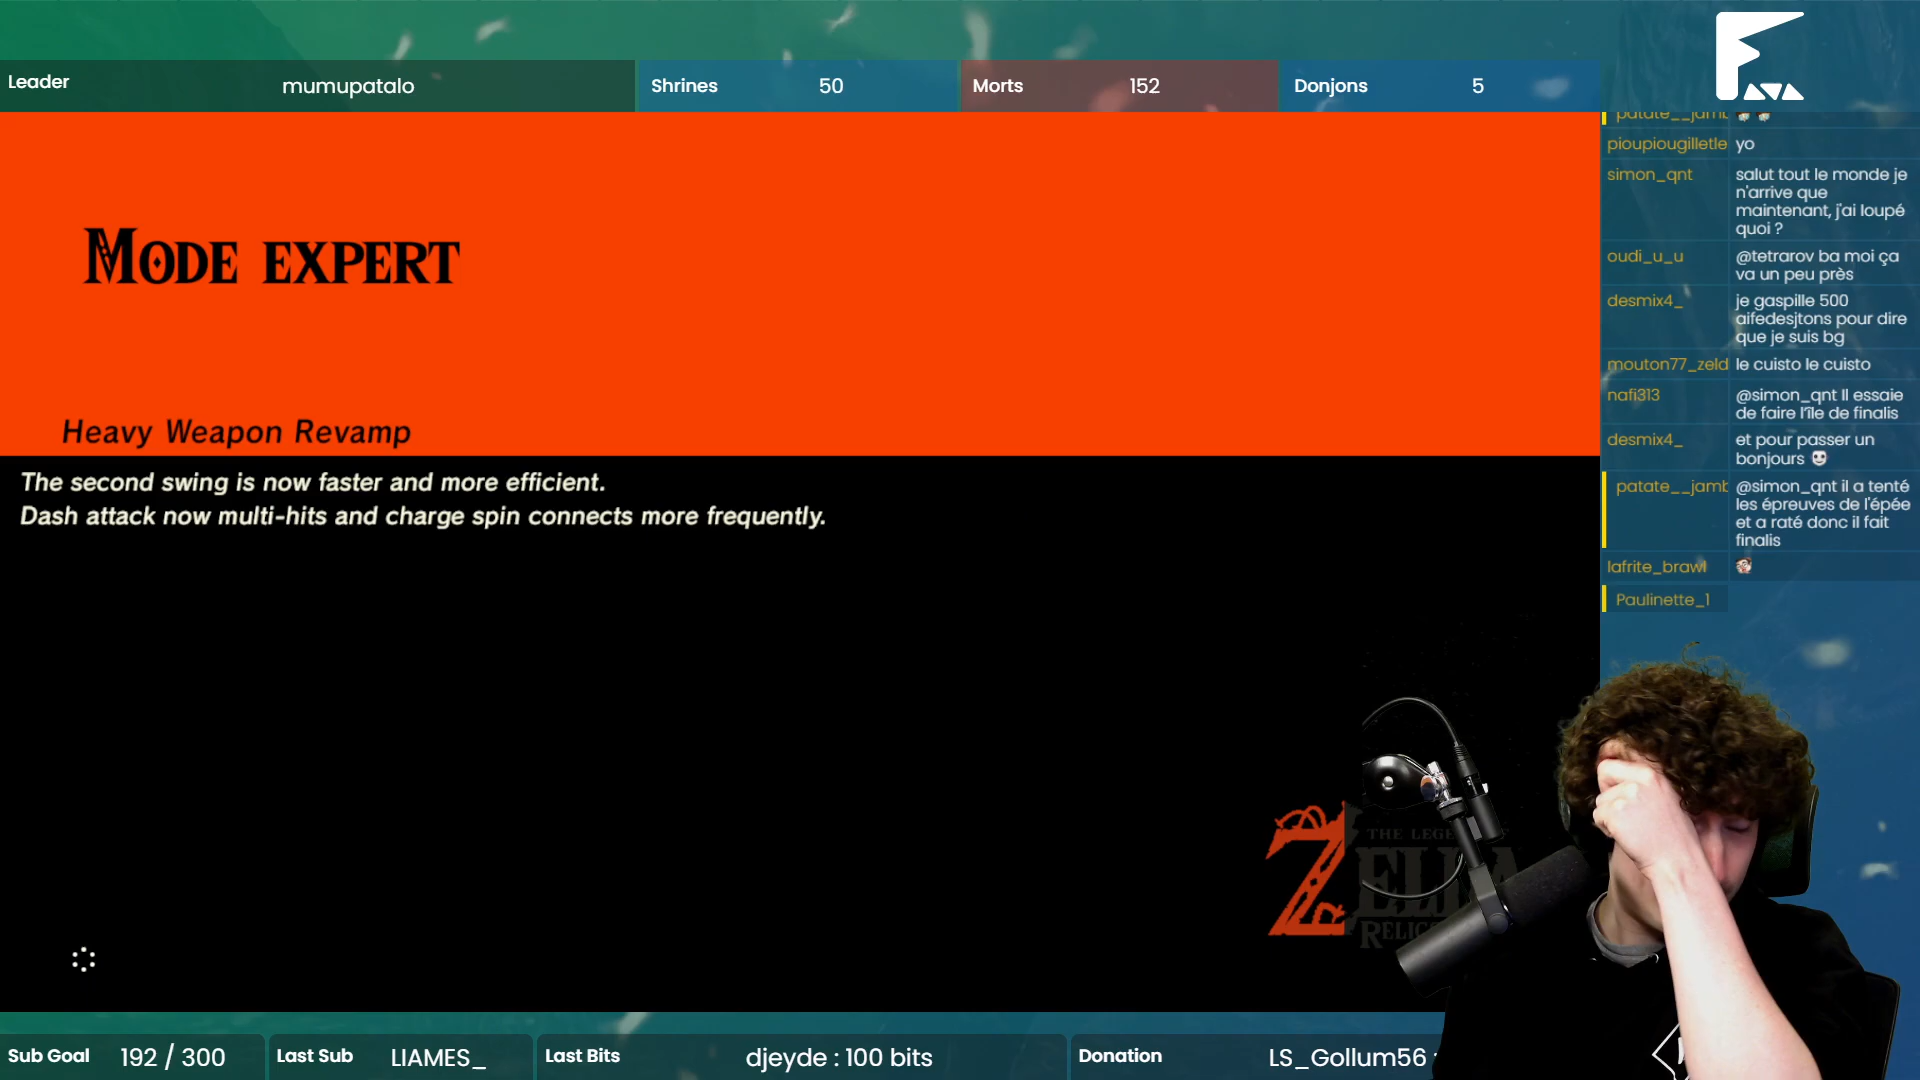 Leader
mumupatalo
Shrines
50
Morts
152
Donjons
5
Mode expert
Heavy Weapon Revamp
The second swing is now faster and more efficient.
Dash attack now multi-hits and charge spin connects more frequently.
THE LEGE
ZEL
RELICS
patate__jamb
pioupiougilletle yo
simon_qnt salut tout le monde je
n'arrive que
maintenant, j'ai loupé
quoi ?
oudi_u_u @tetrarov ba moi ça
va un peu près
desmix4_ je gaspille 500
aifedesjtons pour dire
que je suis bg
mouton77_zeld le cuisto le cuisto
nafi313 @simon_qnt Il essaie
de faire l'île de finalis
desmix4_ et pour passer un
bonjours
patate__jamb @simon_qnt il a tenté
les épreuves de l'épée
et a raté donc il fait
finalis
lafrite_brawl
Paulinette_1
Sub Goal
192 / 300
Last Sub
LIAMES_
Last Bits
djeyde : 100 bits
Donation
LS_Gollum56 :